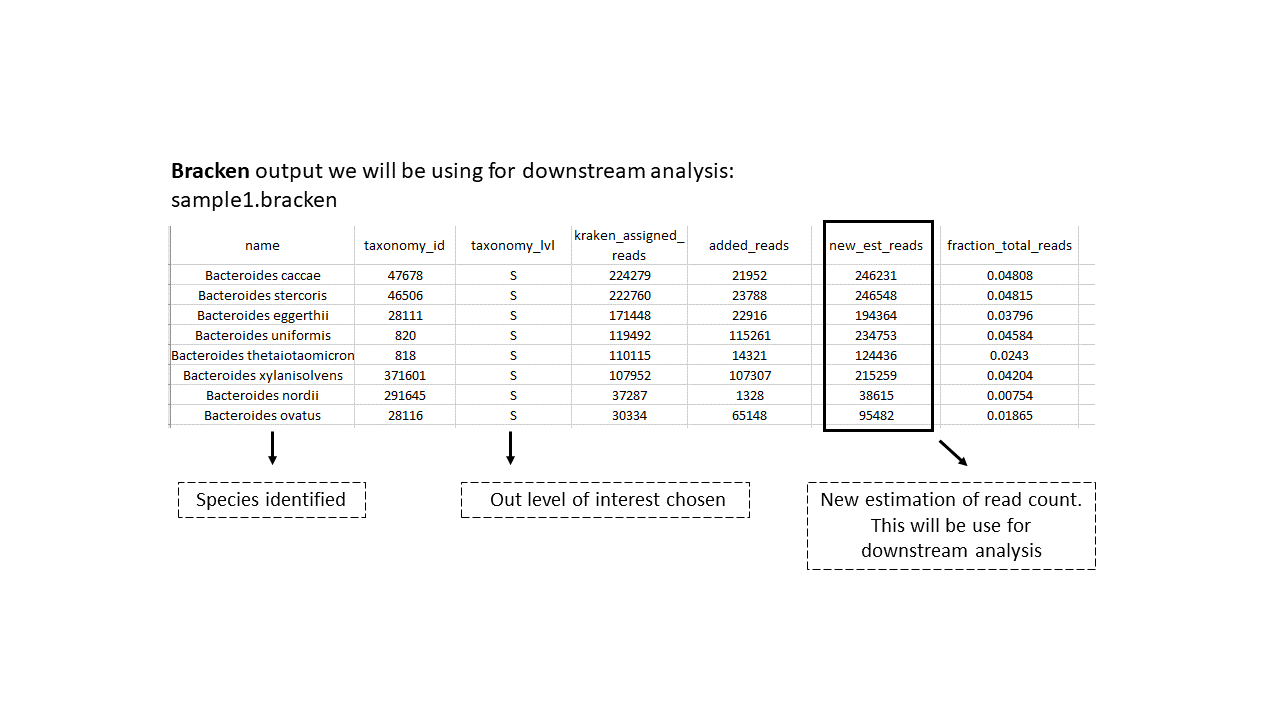 Bracken output we will be using for downstream analysis:
sample1.bracken
name taxonomy_id taxonomy_lvl kraken_assigned_ reads added_reads new_est_reads fraction_total_reads
Bacteroides caccae 47678 S 224279 21952 246231 0.04808
Bacteroides stercoris 46506 S 222760 23788 246548 0.04815
Bacteroides eggerthii 28111 S 171448 22916 194364 0.03796
Bacteroides uniformis 820 S 119492 115261 234753 0.04584
Bacteroides thetaiotaomicron 818 S 110115 14321 124436 0.0243
Bacteroides xylanisolvens 371601 S 107952 107307 215259 0.04204
Bacteroides nordii 291645 S 37287 1328 38615 0.00754
Bacteroides ovatus 28116 S 30334 65148 95482 0.01865
Species identified
Out level of interest chosen
New estimation of read count.
This will be use for
downstream analysis